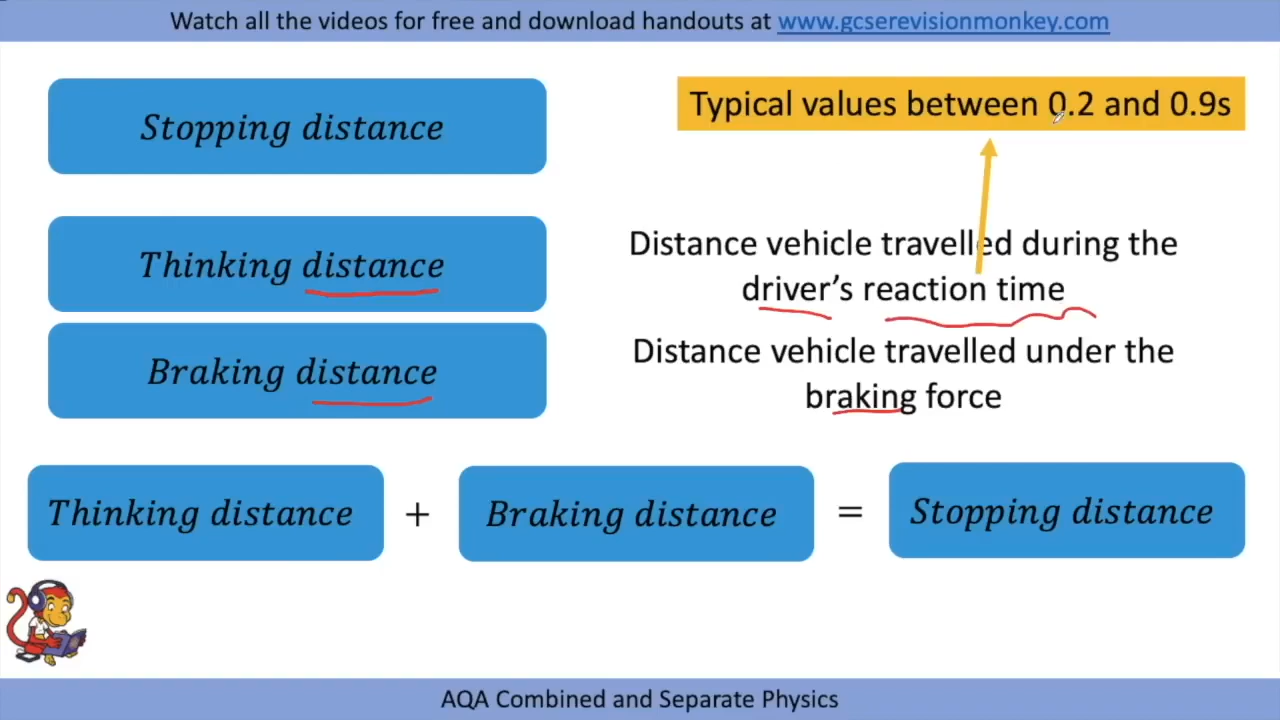 Watch all the videos for free and download handouts at www.gcserevisionmonkey.com
Stopping distance
Typical values between 0.2 and 0.9s
Thinking distance
Distance vehicle travelled during the
driver’s reaction time
Braking distance
Distance vehicle travelled under the
braking force
Thinking distance + Braking distance = Stopping distance
AQA Combined and Separate Physics